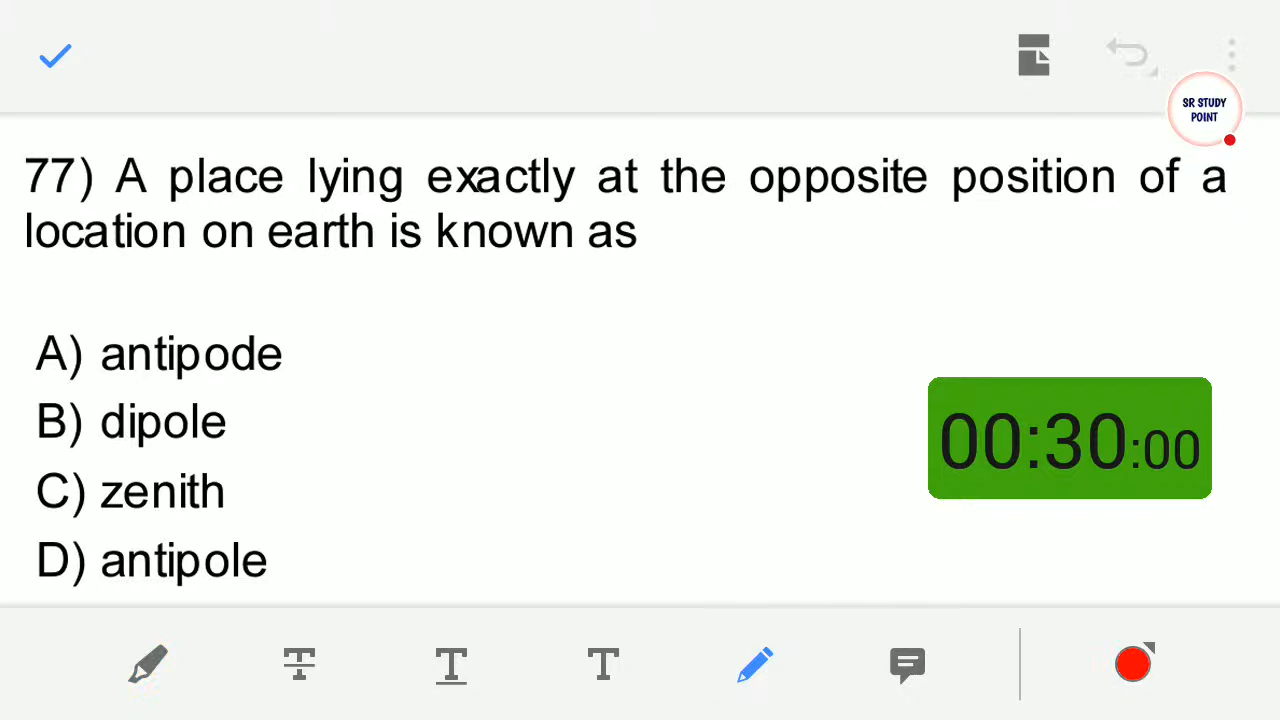 SR STUDY
POINT
77) A place lying exactly at the opposite position of a
location on earth is known as
A) antipode
B) dipole
C) zenith
D) antipole
00:30:00
T
T
T